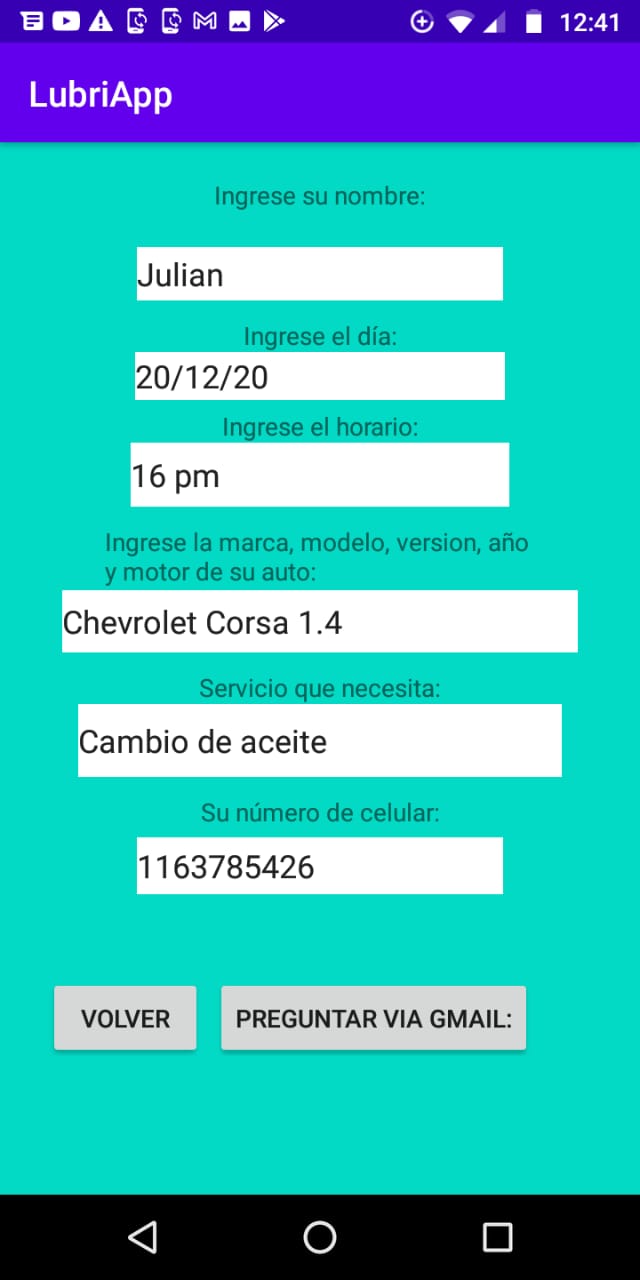 12:41
LubriApp
Ingrese su nombre:
Julian
Ingrese el día:
20/12/20
Ingrese el horario:
16 pm
Ingrese la marca, modelo, version, año
y motor de su auto:
Chevrolet Corsa 1.4
Servicio que necesita:
Cambio de aceite
Su número de celular:
1163785426
VOLVER
PREGUNTAR VIA GMAIL: